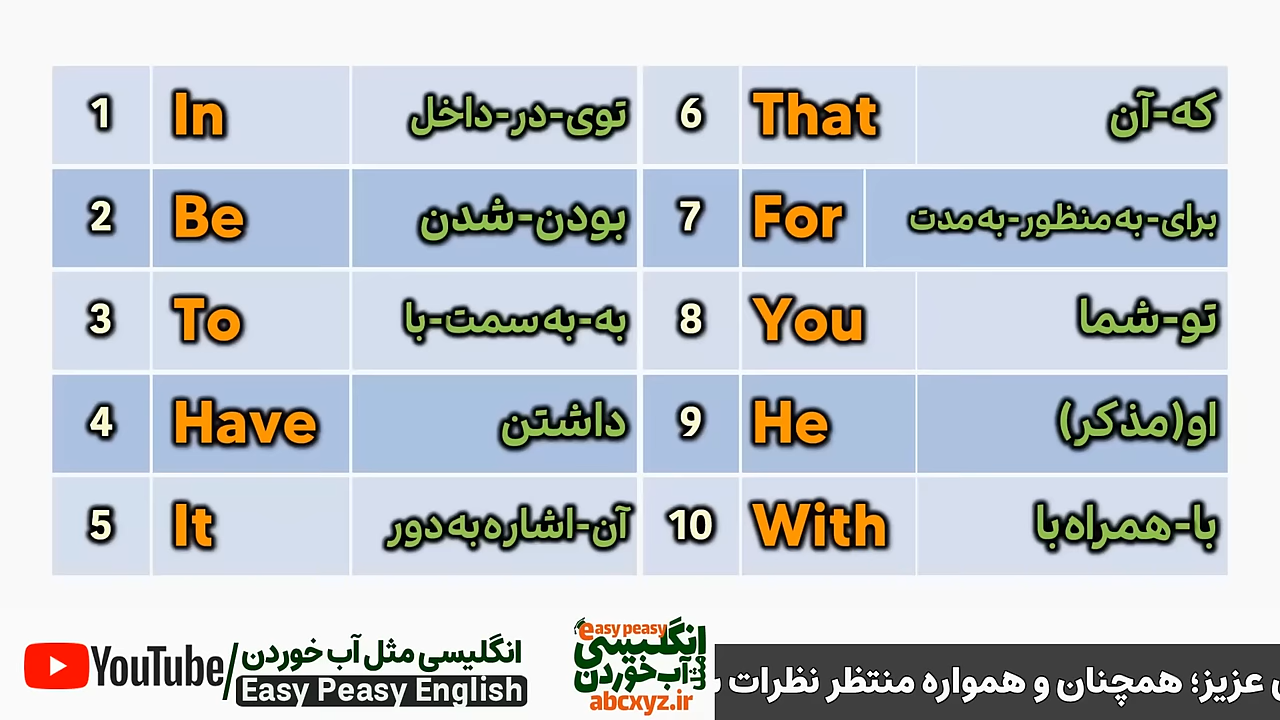 1 In توی-در-داخل
2 Be بودن-شدن
3 To به-به سمت-با
4 Have داشتن
5 It آن-اشاره به دور
6 That که-آن
7 For برای-به منظور-به مدت
8 You تو-شما
9 He او(مذکر)
10 With با-همراه با
YouTube/انگلیسی مثل آب خوردن
Easy Peasy English
easy peasy
انگلیسی
مثل آب خوردن
abcxyz.ir
عزیز؛ همچنان و همواره منتظر نظرات